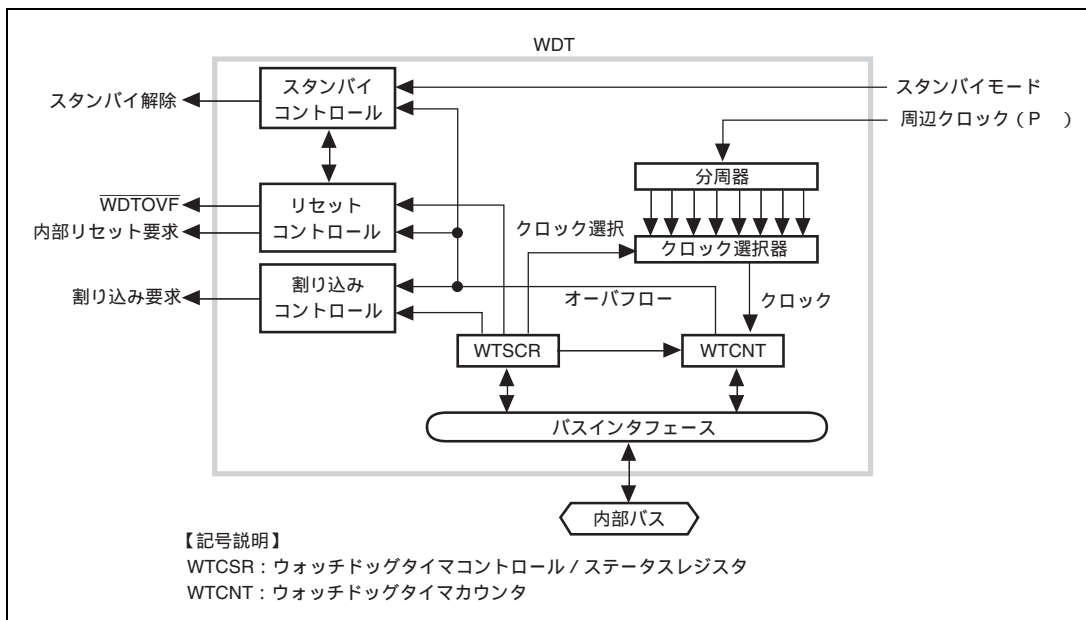 WDT
スタンバイ
コントロール
スタンバイ解除
スタンバイモード
周辺クロック ( P )
分周器
WDTOVF
リセット
コントロール
内部リセット要求
クロック選択
クロック選択器
割り込み
コントロール
割り込み要求
オーバフロー
クロック
WTSCR
WTCNT
バスインタフェース
内部バス
【記号説明】
WTCSR : ウォッチドッグタイマコントロール / ステータスレジスタ
WTCNT : ウォッチドッグタイマカウンタ